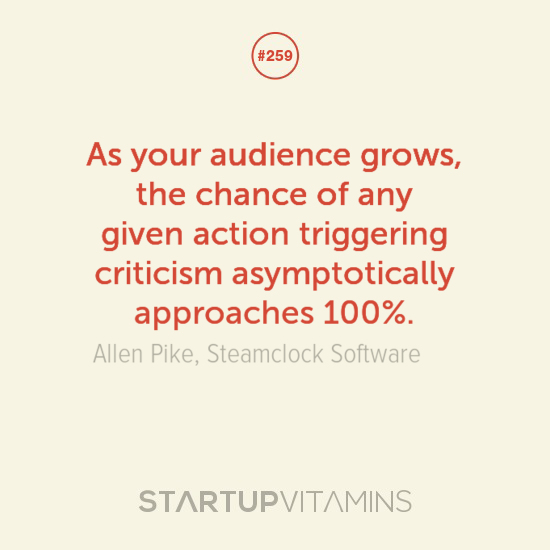 #259
As your audience grows,
the chance of any
given action triggering
criticism asymptotically
approaches 100%.
Allen Pike, Steamclock Software
STARTUPVITAMINS